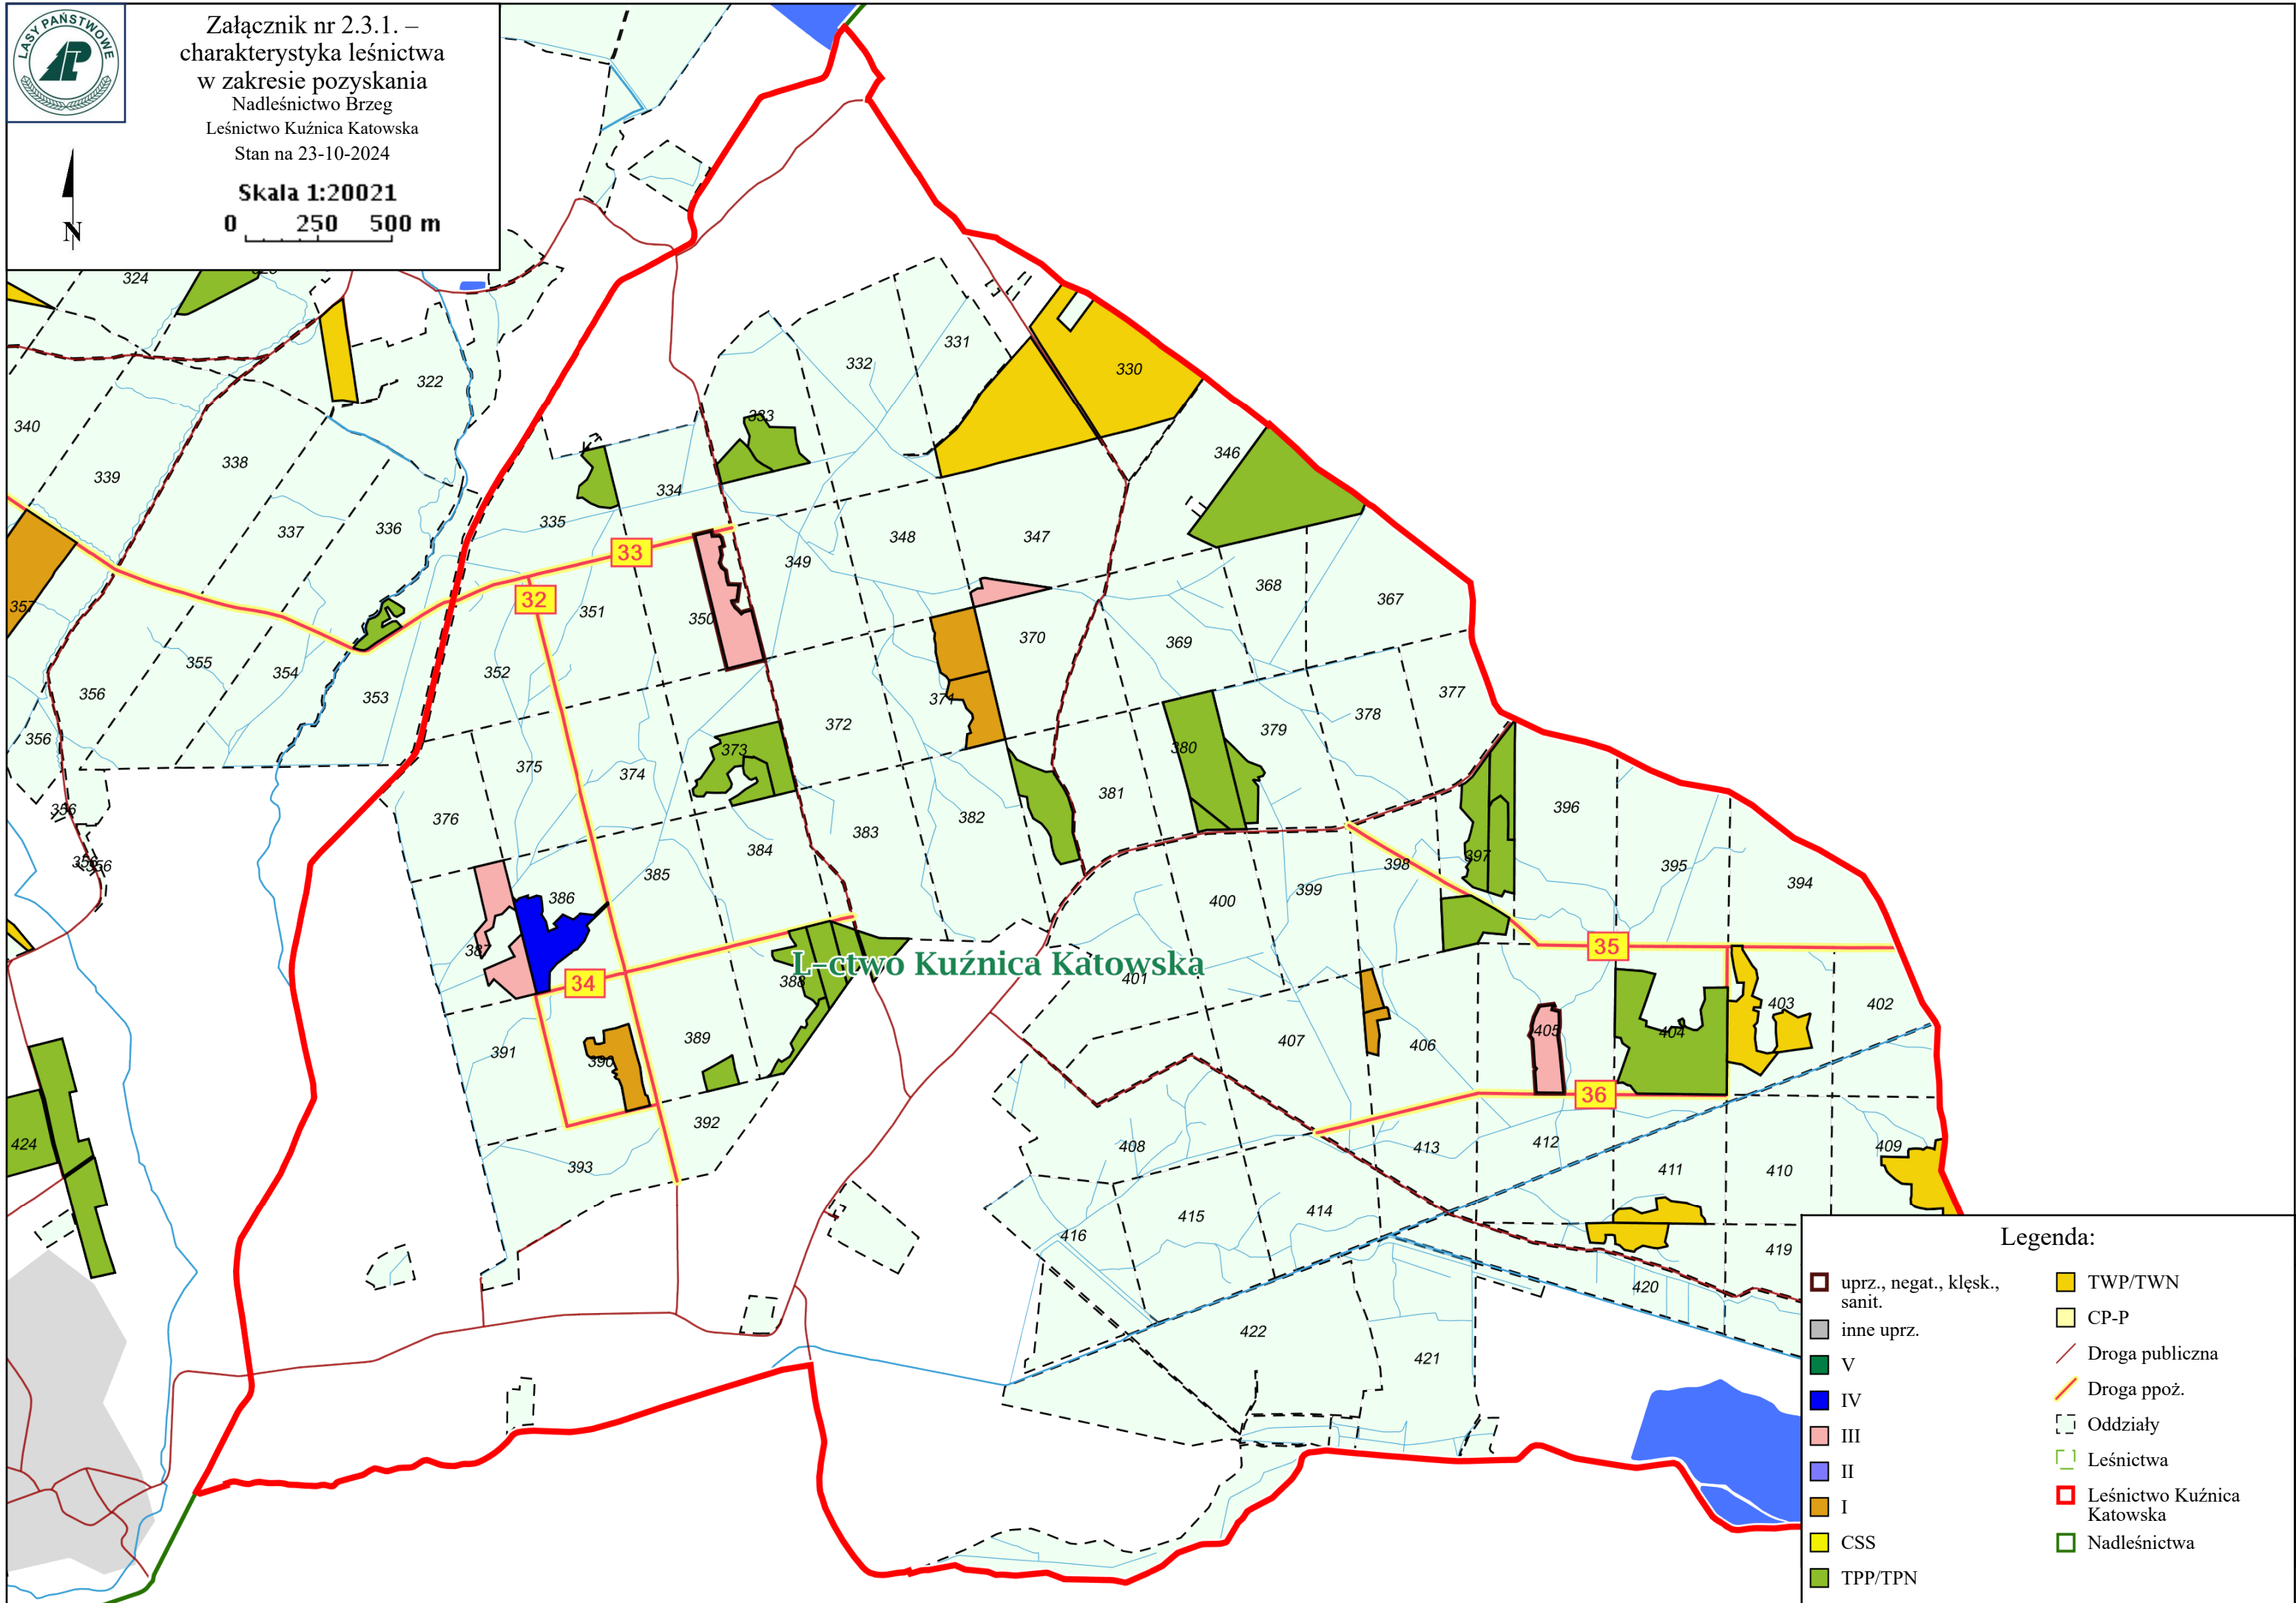 LASY PAŃSTWOWE
Załącznik nr 2.3.1. –
charakterystyka leśnictwa
w zakresie pozyskania
Nadleśnictwo Brzeg
Leśnictwo Kuźnica Katowska
Stan na 23-10-2024
Skala 1:20021
0 250 500 m
N
324
322
340
339
338
337
336
357
356
355
354
353
356
356
356
424
331
332
330
333
334
335
346
33
32
351
350
349
348
347
352
370
369
368
367
371
372
373
374
375
376
377
378
379
380
381
382
383
384
385
386
387
34
388
389
390
391
392
393
L-ctwo Kuźnica Katowska
394
395
396
397
398
399
400
401
35
402
403
404
405
406
407
36
408
409
410
411
412
413
414
415
416
419
420
421
422
Legenda:
uprz., negat., klęsk.,
sanit.
inne uprz.
V
IV
III
II
I
CSS
TPP/TPN
TWP/TWN
CP-P
Droga publiczna
Droga ppoż.
Oddziały
Leśnictwa
Leśnictwo Kuźnica
Katowska
Nadleśnictwa